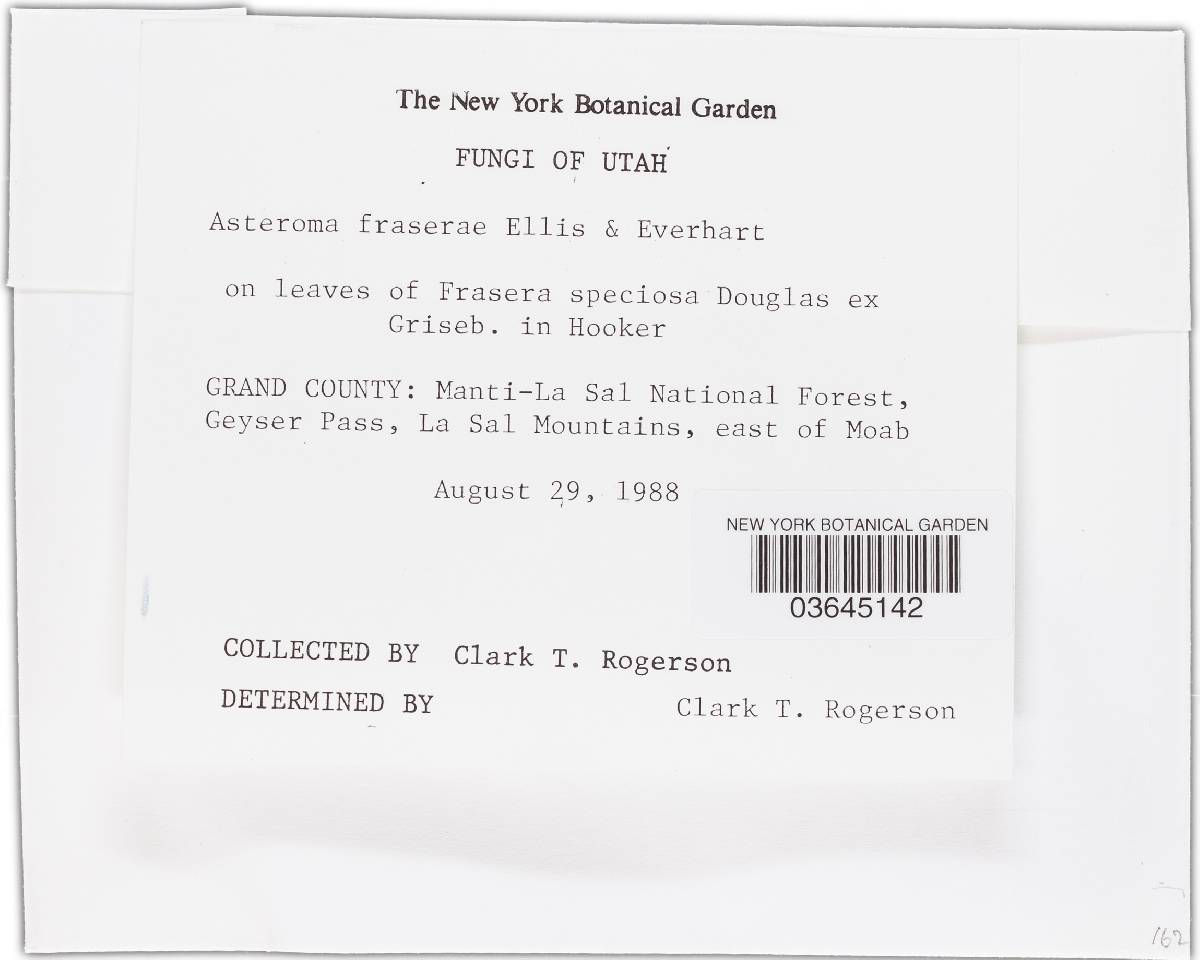 The New York Botanical Garden
FUNGI OF UTAH
Asteroma fraserae Ellis & Everhart
on leaves of Frasera speciosa Douglas ex
Griseb. in Hooker
GRAND COUNTY: Manti-La Sal National Forest,
Geyser Pass, La Sal Mountains, east of Moab
August 29, 1988
NEW YORK BOTANICAL GARDEN
03645142
COLLECTED BY Clark T. Rogerson
DETERMINED BY Clark T. Rogerson
162